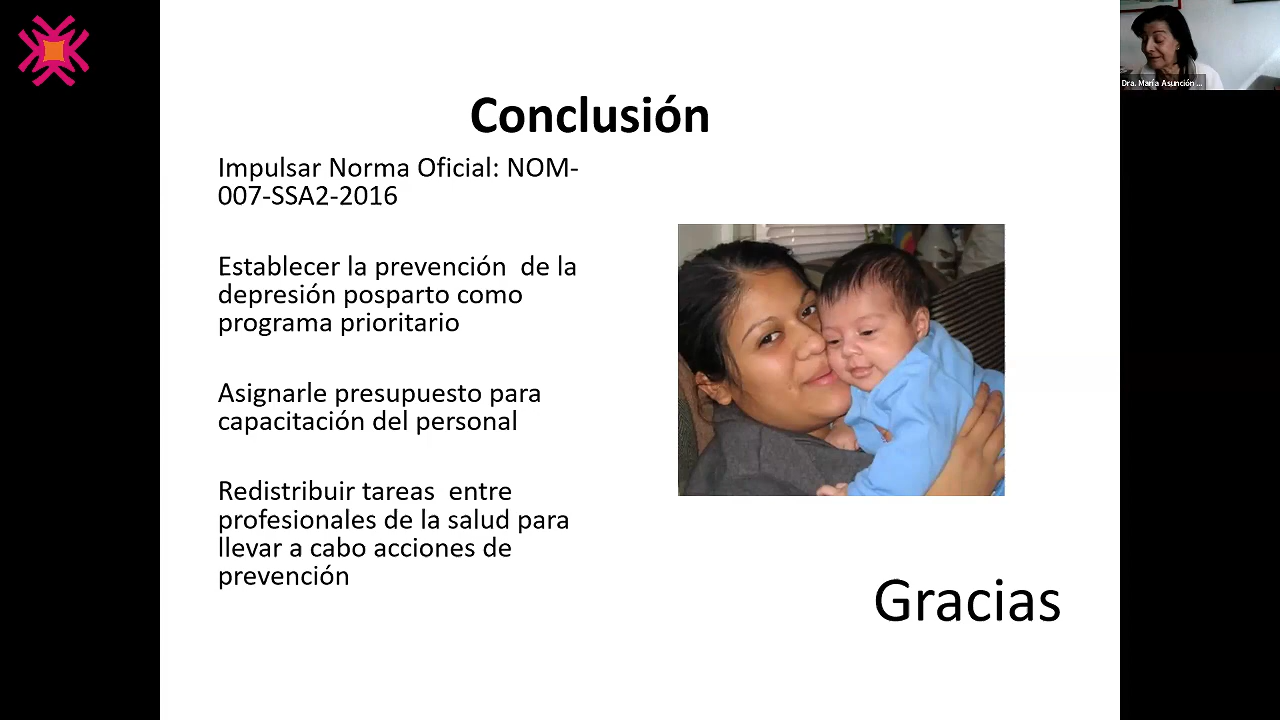 Conclusión
Impulsar Norma Oficial: NOM-
007-SSA2-2016
Establecer la prevención  de la
depresión posparto como
programa prioritario
Asignarle presupuesto para
capacitación del personal
Redistribuir tareas  entre
profesionales de la salud para
llevar a cabo acciones de
prevención
Gracias
Dra. María Asunción ...